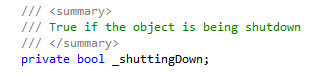 /// <summary>
/// True if the object is being shutdown
/// </summary>
private bool _shuttingDown;